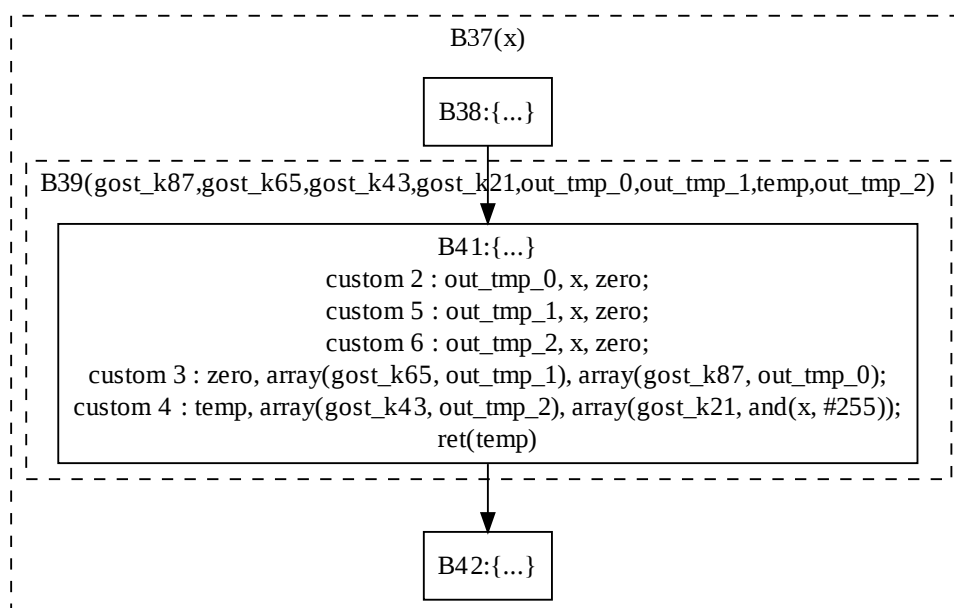 B37(x)
B38:{...}
B39(gost_k87,gost_k65,gost_k43,gost_k21,out_tmp_0,out_tmp_1,temp,out_tmp_2)
B41:{...}
custom 2 : out_tmp_0, x, zero;
custom 5 : out_tmp_1, x, zero;
custom 6 : out_tmp_2, x, zero;
custom 3 : zero, array(gost_k65, out_tmp_1), array(gost_k87, out_tmp_0);
custom 4 : temp, array(gost_k43, out_tmp_2), array(gost_k21, and(x, #255));
ret(temp)
B42:{...}